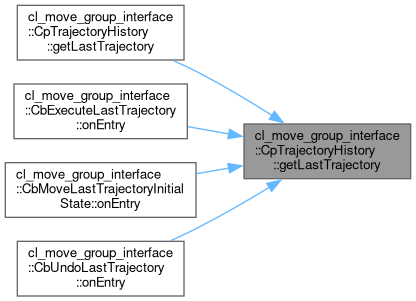 cl_move_group_interface
::CpTrajectoryHistory
::getLastTrajectory
cl_move_group_interface
::CbExecuteLastTrajectory
::onEntry
cl_move_group_interface
::CpTrajectoryHistory
::getLastTrajectory
cl_move_group_interface
::CbMoveLastTrajectoryInitial
State::onEntry
cl_move_group_interface
::CbUndoLastTrajectory
::onEntry